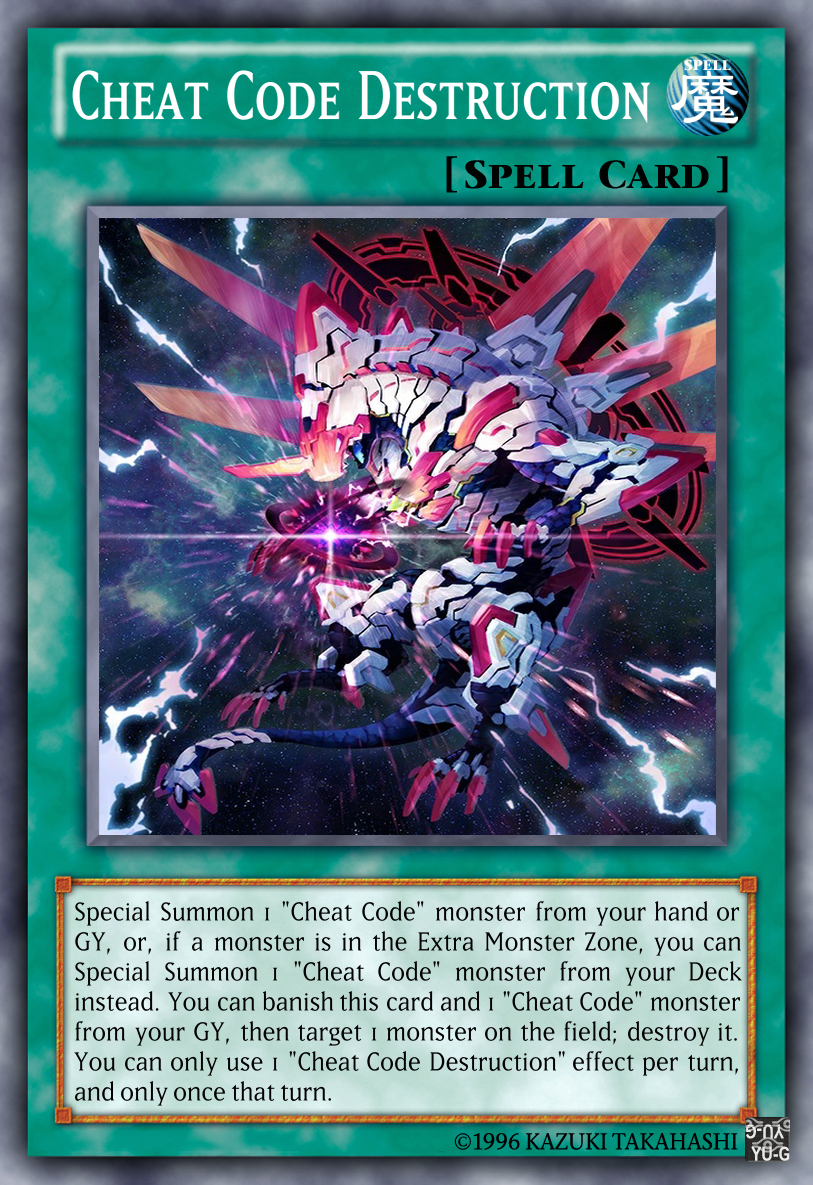 Cheat Code Destruction
SPELL
魔
[Spell Card]
Special Summon 1 "Cheat Code" monster from your hand or
GY, or, if a monster is in the Extra Monster Zone, you can
Special Summon 1 "Cheat Code" monster from your Deck
instead. You can banish this card and 1 "Cheat Code" monster
from your GY, then target 1 monster on the field; destroy it.
You can only use 1 "Cheat Code Destruction" effect per turn,
and only once that turn.
©1996 KAZUKI TAKAHASHI
YU-G
YU-G